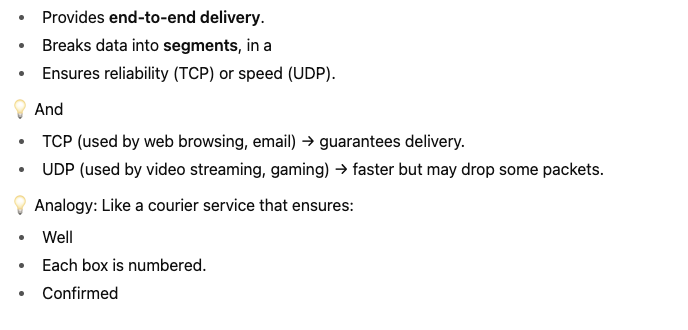 • Provides end-to-end delivery.
• Breaks data into segments, in a
• Ensures reliability (TCP) or speed (UDP).
💡 And
• TCP (used by web browsing, email) → guarantees delivery.
• UDP (used by video streaming, gaming) → faster but may drop some packets.
💡 Analogy: Like a courier service that ensures:
• Well
• Each box is numbered.
• Confirmed